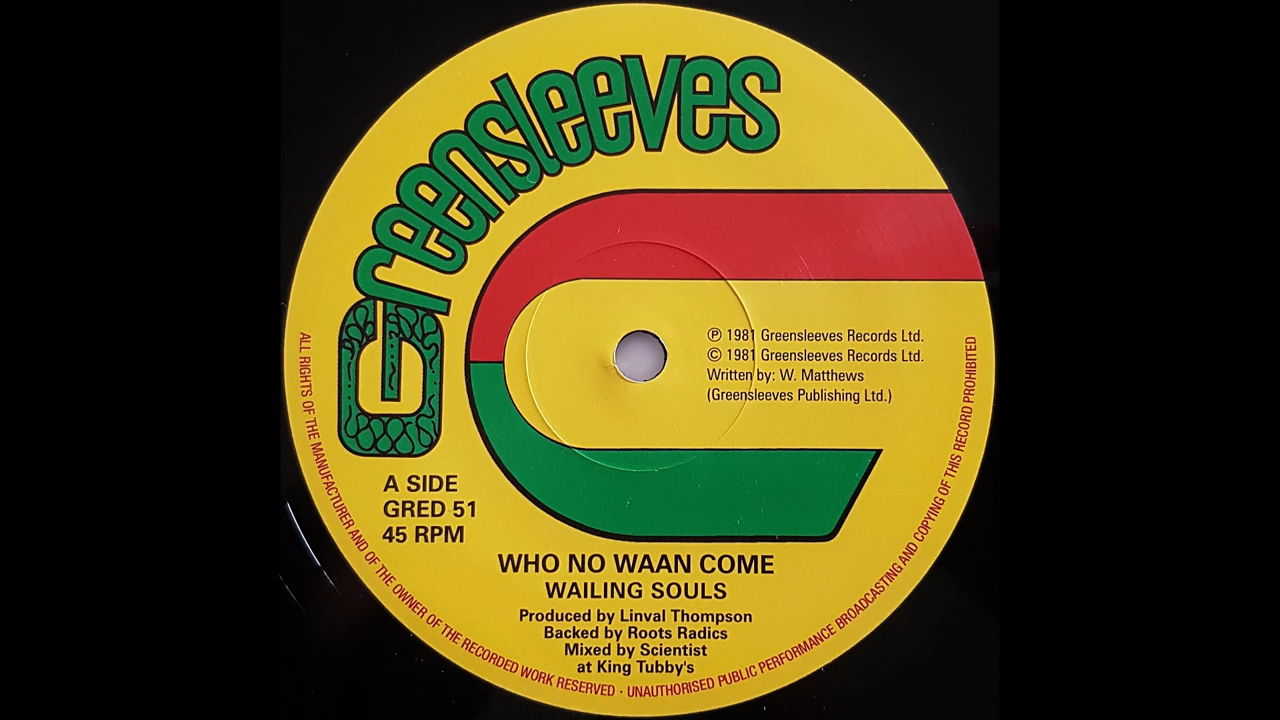 Greensleeves
℗ 1981 Greensleeves Records Ltd.
© 1981 Greensleeves Records Ltd.
Written by: W. Matthews
(Greensleeves Publishing Ltd.)
A SIDE
GRED 51
45 RPM
WHO NO WAAN COME
WAILING SOULS
Produced by Linval Thompson
Backed by Roots Radics
Mixed by Scientist
at King Tubby's
ALL RIGHTS OF THE MANUFACTURER AND OF THE OWNER OF THE RECORDED WORK RESERVED · UNAUTHORISED PUBLIC PERFORMANCE BROADCASTING AND COPYING OF THIS RECORD PROHIBITED